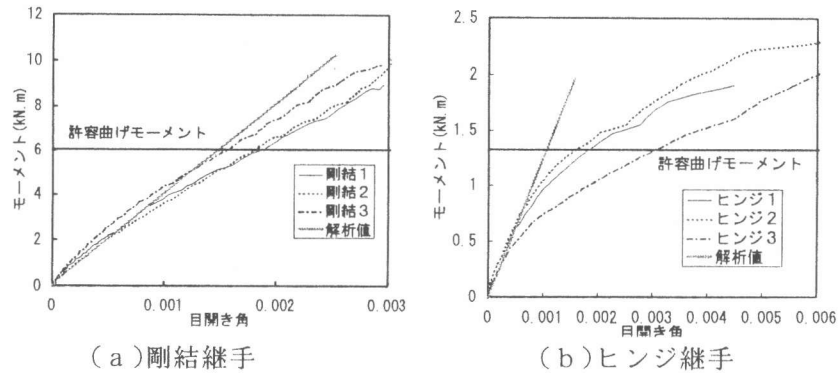 モーメント(kN.m)
12
10
8
6
4
2
0
許容曲げモーメント
剛結1
剛結2
剛結3
解析値
0
0.001
0.002
0.003
目開き角
(a)剛結継手
モーメント(kN.m)
2.5
2
1.5
1
0.5
0
許容曲げモーメント
ヒンジ1
ヒンジ2
ヒンジ3
解析値
0
0.001
0.002
0.003
0.004
0.005
0.006
目開き角
(b)ヒンジ継手